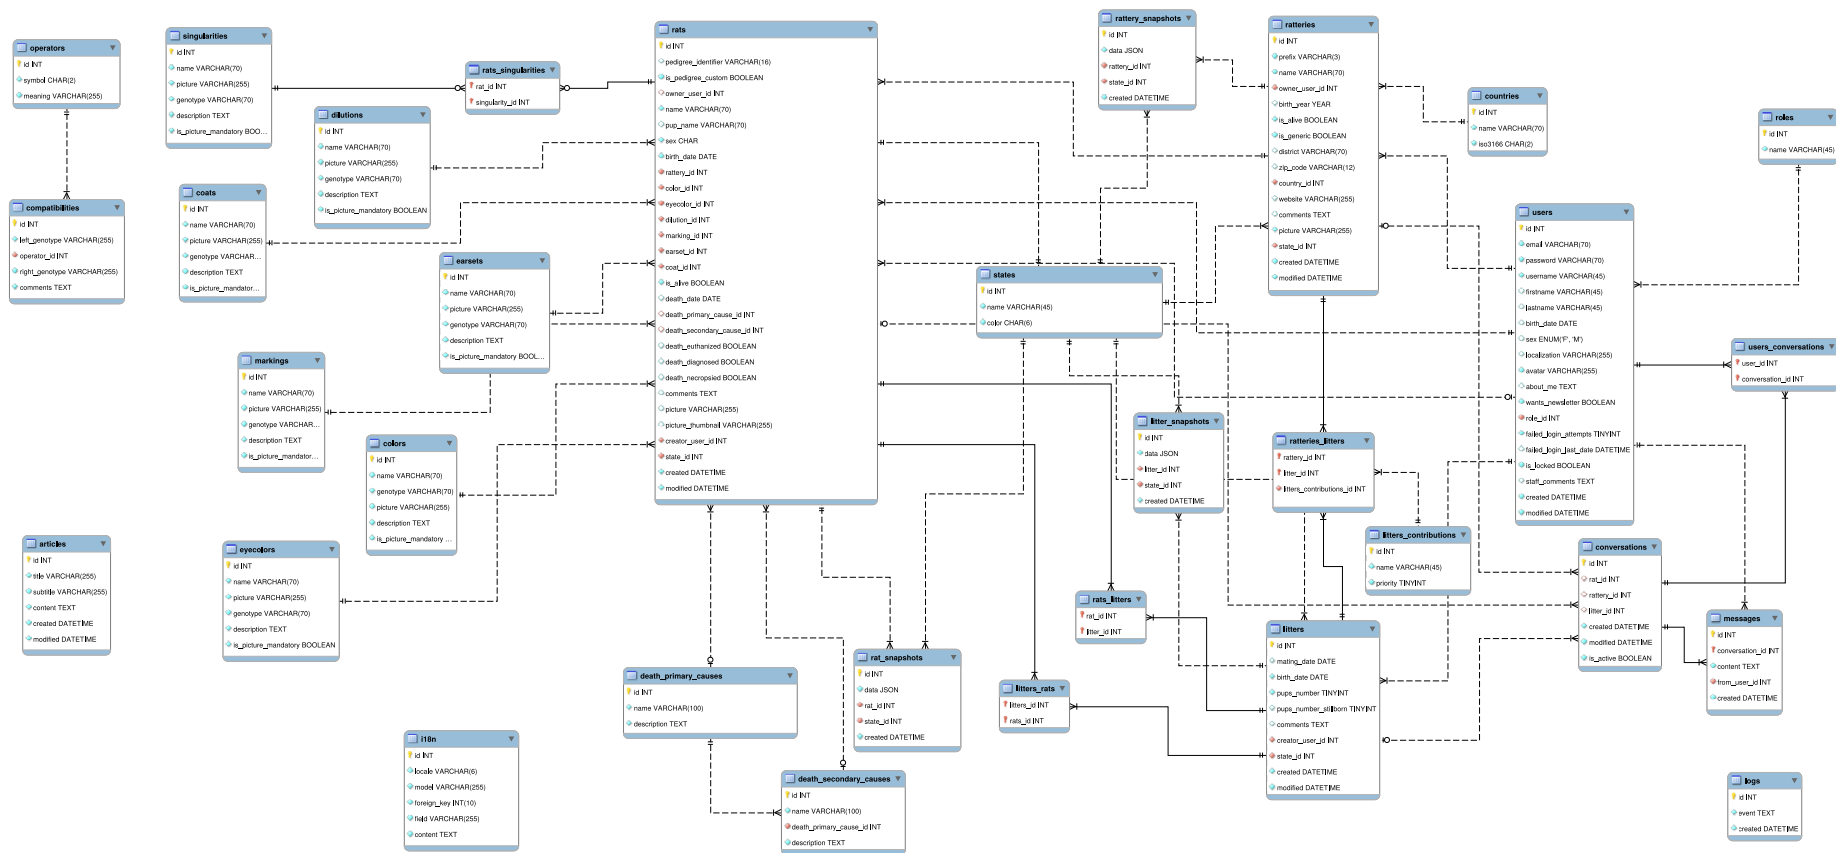 operators
id INT
symbol CHAR(2)
meaning VARCHAR(255)
compatibilities
id INT
left_genotype VARCHAR(255)
operator_id INT
right_genotype VARCHAR(255)
comments TEXT
singularities
id INT
name VARCHAR(70)
picture VARCHAR(255)
genotype VARCHAR(70)
description TEXT
is_picture_mandatory BOO...
rats_singularities
rat_id INT
singularity_id INT
dilutions
id INT
name VARCHAR(70)
picture VARCHAR(255)
genotype VARCHAR(70)
description TEXT
is_picture_mandatory BOOLEAN
coats
id INT
name VARCHAR(70)
picture VARCHAR(255)
genotype VARCHAR...
description TEXT
is_picture_mandator...
earsets
id INT
name VARCHAR(70)
picture VARCHAR(255)
genotype VARCHAR(70)
description TEXT
is_picture_mandatory BOOL...
markings
id INT
name VARCHAR(70)
picture VARCHAR(255)
genotype VARCHAR...
description TEXT
is_picture_mandator...
colors
id INT
name VARCHAR(70)
genotype VARCHAR(70)
picture VARCHAR(255)
description TEXT
is_picture_mandatory ...
eyecolors
id INT
name VARCHAR(70)
picture VARCHAR(255)
genotype VARCHAR(70)
description TEXT
is_picture_mandatory BOOLEAN
articles
id INT
title VARCHAR(255)
subtitle VARCHAR(255)
content TEXT
created DATETIME
modified DATETIME
i18n
id INT
locale VARCHAR(6)
model VARCHAR(255)
foreign_key INT(10)
field VARCHAR(255)
content TEXT
rats
id INT
pedigree_identifier VARCHAR(16)
is_pedigree_custom BOOLEAN
owner_user_id INT
name VARCHAR(70)
pup_name VARCHAR(70)
sex CHAR
birth_date DATE
rattery_id INT
color_id INT
eyecolor_id INT
dilution_id INT
marking_id INT
earset_id INT
coat_id INT
is_alive BOOLEAN
death_date DATE
death_primary_cause_id INT
death_secondary_cause_id INT
death_euthanized BOOLEAN
death_diagnosed BOOLEAN
death_necropsied BOOLEAN
comments TEXT
picture VARCHAR(255)
picture_thumbnail VARCHAR(255)
creator_user_id INT
state_id INT
created DATETIME
modified DATETIME
death_primary_causes
id INT
name VARCHAR(100)
description TEXT
death_secondary_causes
id INT
name VARCHAR(100)
death_primary_cause_id INT
description TEXT
rat_snapshots
id INT
data JSON
rat_id INT
state_id INT
created DATETIME
rattery_snapshots
id INT
data JSON
rattery_id INT
state_id INT
created DATETIME
states
id INT
name VARCHAR(45)
color CHAR(6)
litter_snapshots
id INT
data JSON
litter_id INT
state_id INT
created DATETIME
rats_litters
rat_id INT
litter_id INT
litters_rats
litters_id INT
rats_id INT
ratteries
id INT
prefix VARCHAR(3)
name VARCHAR(70)
owner_user_id INT
birth_year YEAR
is_alive BOOLEAN
is_generic BOOLEAN
district VARCHAR(70)
zip_code VARCHAR(12)
country_id INT
website VARCHAR(255)
comments TEXT
picture VARCHAR(255)
state_id INT
created DATETIME
modified DATETIME
countries
id INT
name VARCHAR(70)
iso3166 CHAR(2)
ratteries_litters
rattery_id INT
litter_id INT
litters_contributions_id INT
litters_contributions
id INT
name VARCHAR(45)
priority TINYINT
litters
id INT
mating_date DATE
birth_date DATE
pups_number TINYINT
pups_number_stillborn TINYINT
comments TEXT
creator_user_id INT
state_id INT
created DATETIME
modified DATETIME
roles
id INT
name VARCHAR(45)
users
id INT
email VARCHAR(70)
password VARCHAR(70)
username VARCHAR(45)
firstname VARCHAR(45)
lastname VARCHAR(45)
birth_date DATE
sex ENUM('F', 'M')
localization VARCHAR(255)
avatar VARCHAR(255)
about_me TEXT
wants_newsletter BOOLEAN
role_id INT
failed_login_attempts TINYINT
failed_login_last_date DATETIME
is_locked BOOLEAN
staff_comments TEXT
created DATETIME
modified DATETIME
users_conversations
user_id INT
conversation_id INT
conversations
id INT
rat_id INT
rattery_id INT
litter_id INT
created DATETIME
modified DATETIME
is_active BOOLEAN
messages
id INT
conversation_id INT
content TEXT
from_user_id INT
created DATETIME
logs
id INT
event TEXT
created DATETIME